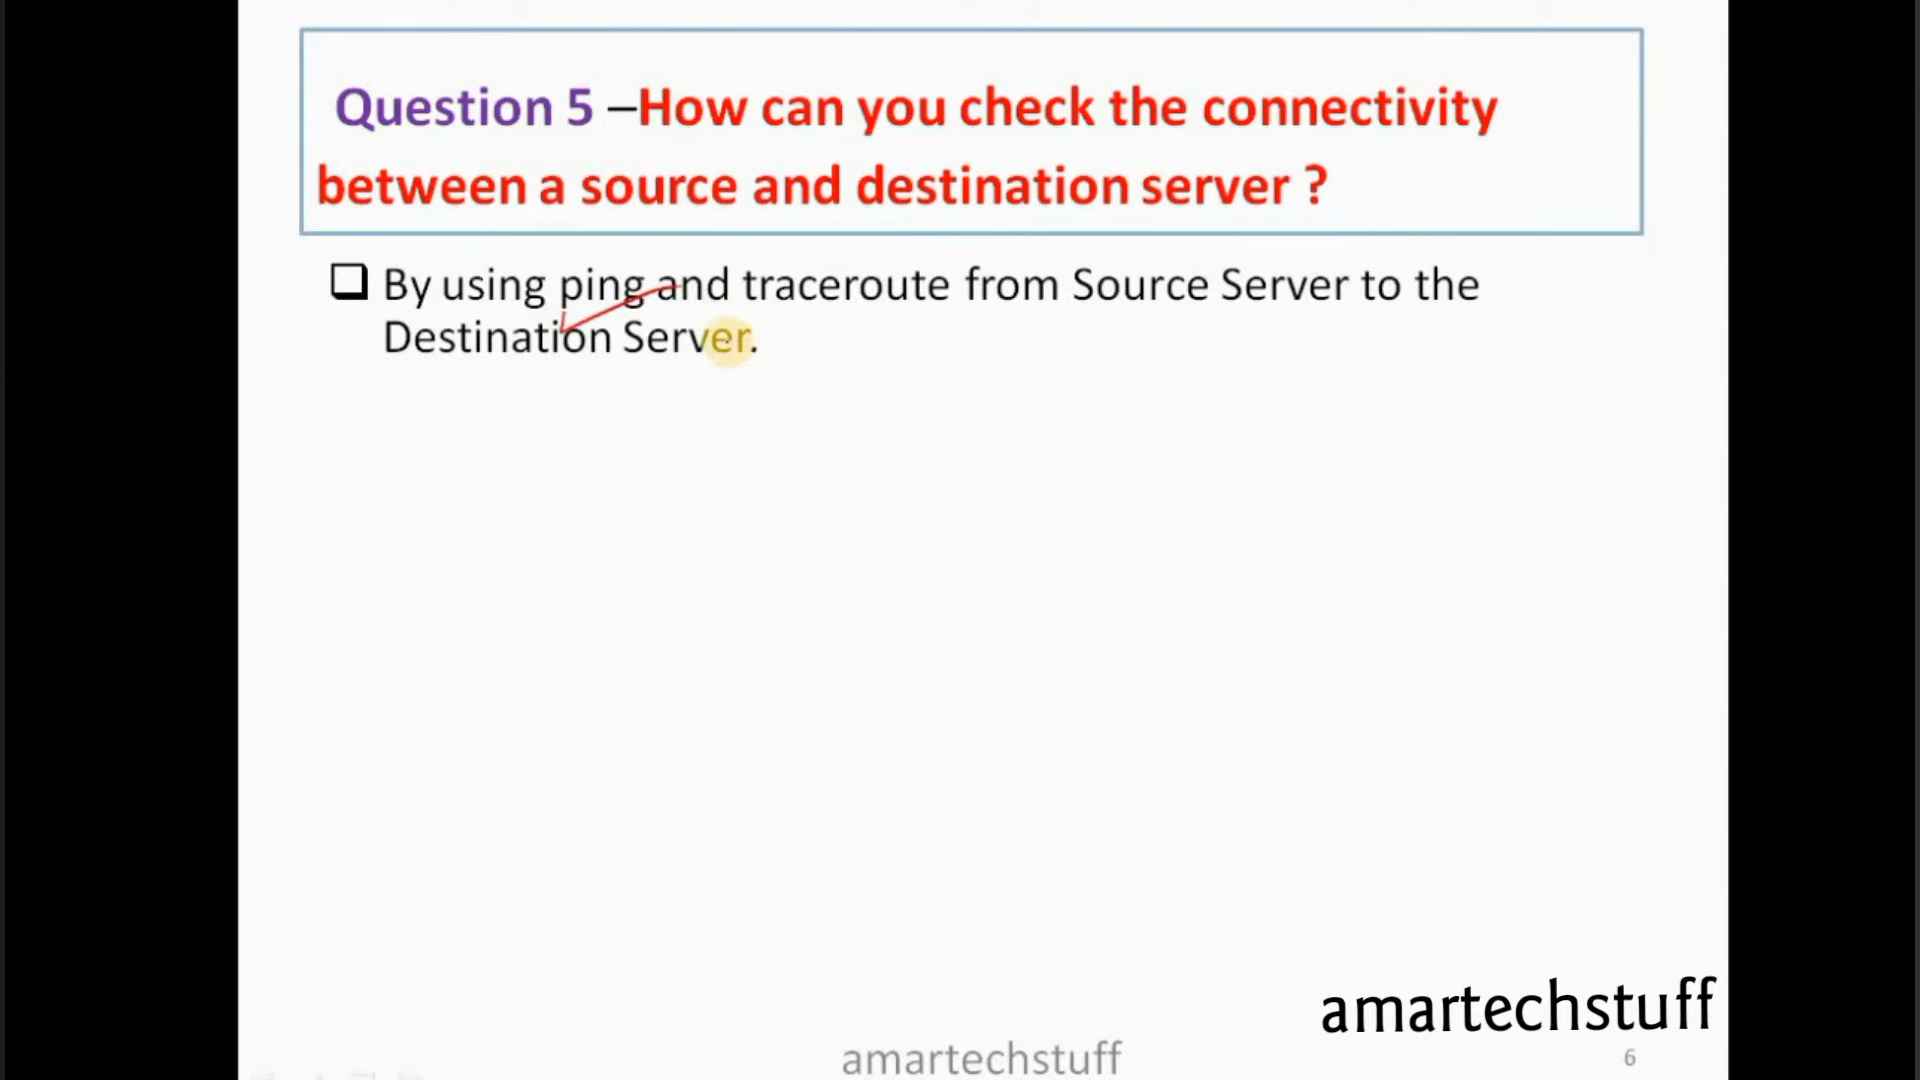 Question 5 –How can you check the connectivity
between a source and destination server ?
By using ping and traceroute from Source Server to the
Destination Server.
amartechstuff
amartechstuff
6